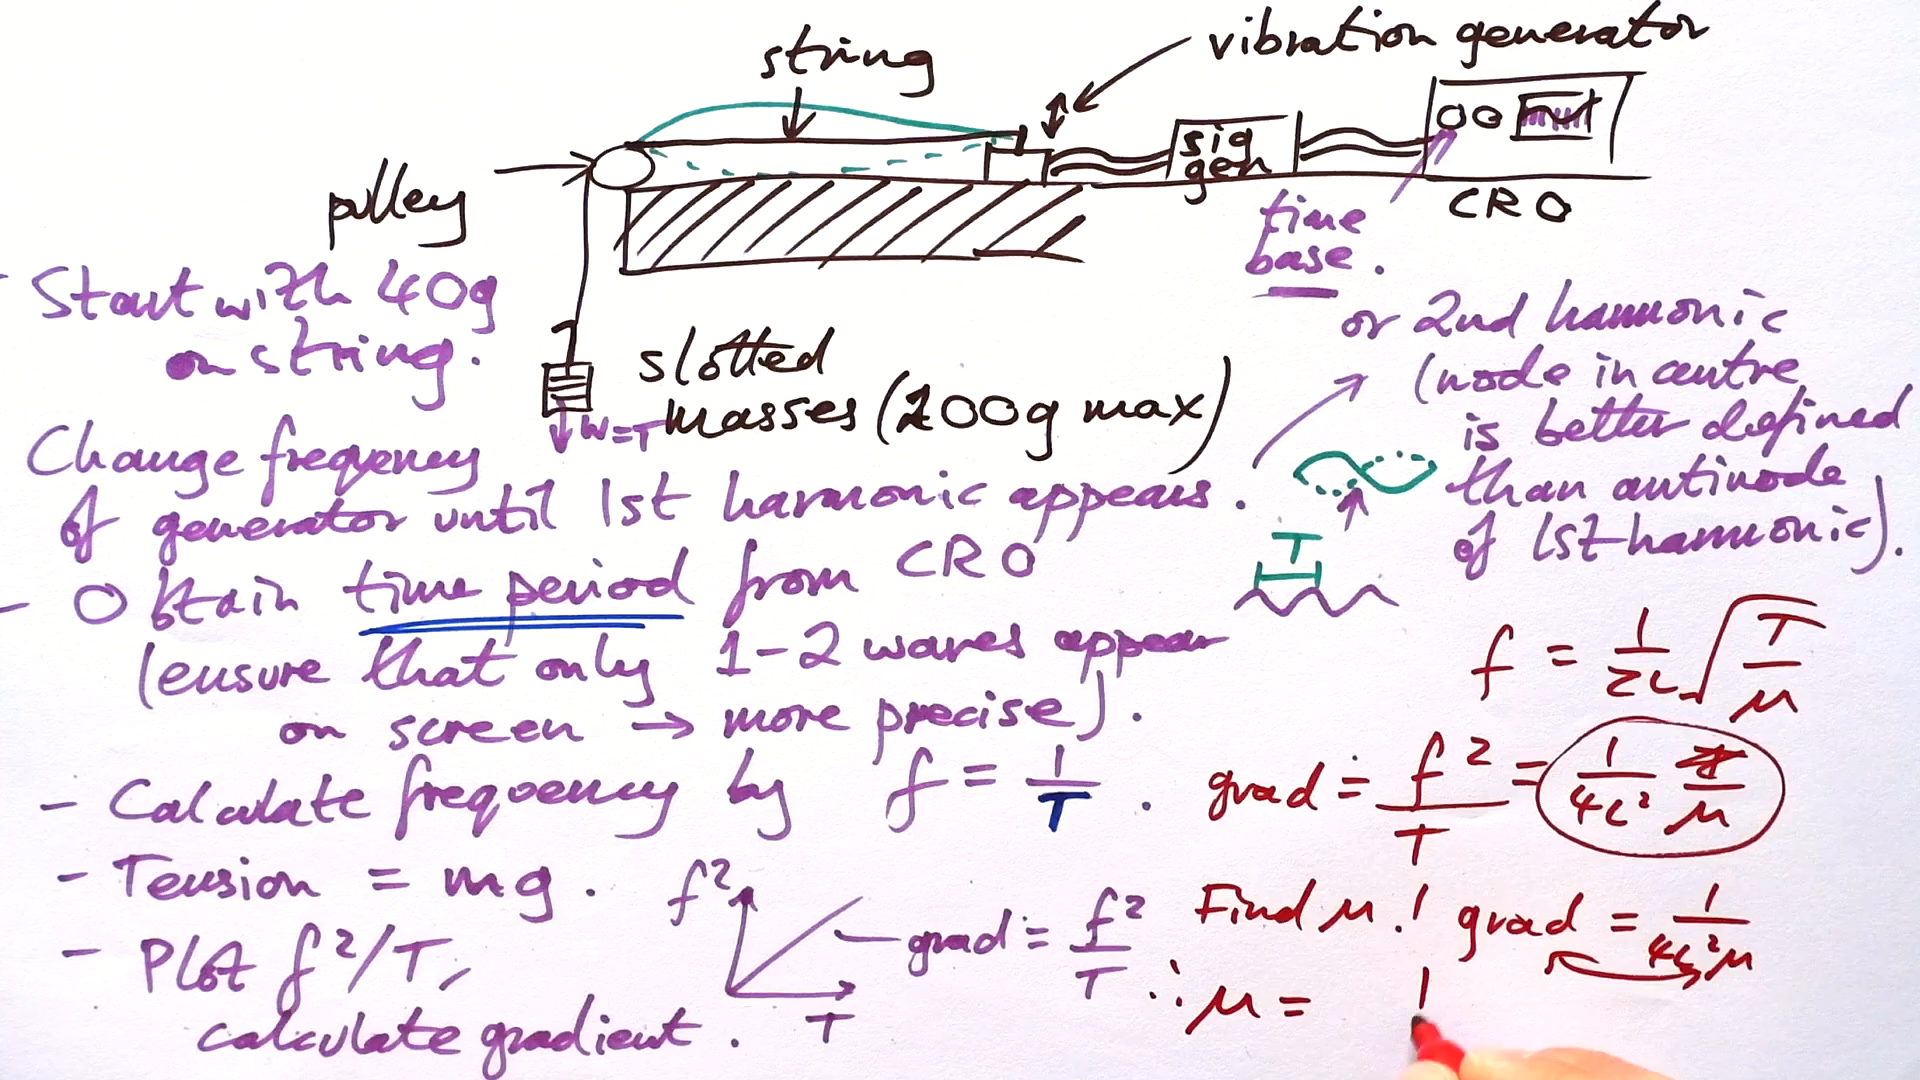 string
vibration generator
sig
gen
CRO
pulley
time
base.
Start with 40g
on string.
slotted
masses (200g max)
W=T
or 2nd harmonic
(node in centre
is better defined
than antinode
of 1st harmonic).
Change frequency
of generator until 1st harmonic appears.
T
- Obtain time period from CRO
(ensure that only 1-2 waves appear
on screen → more precise).
- Calculate frequency by f = 1/T.
- Tension = mg.
- Plot f²/T,
calculate gradient.
f²
T
grad = f²/T
f = 1/2L √T/μ
grad = f²/T = 1/4L² 1/μ
Find μ! grad = 1/4L²μ
∴ μ = 1